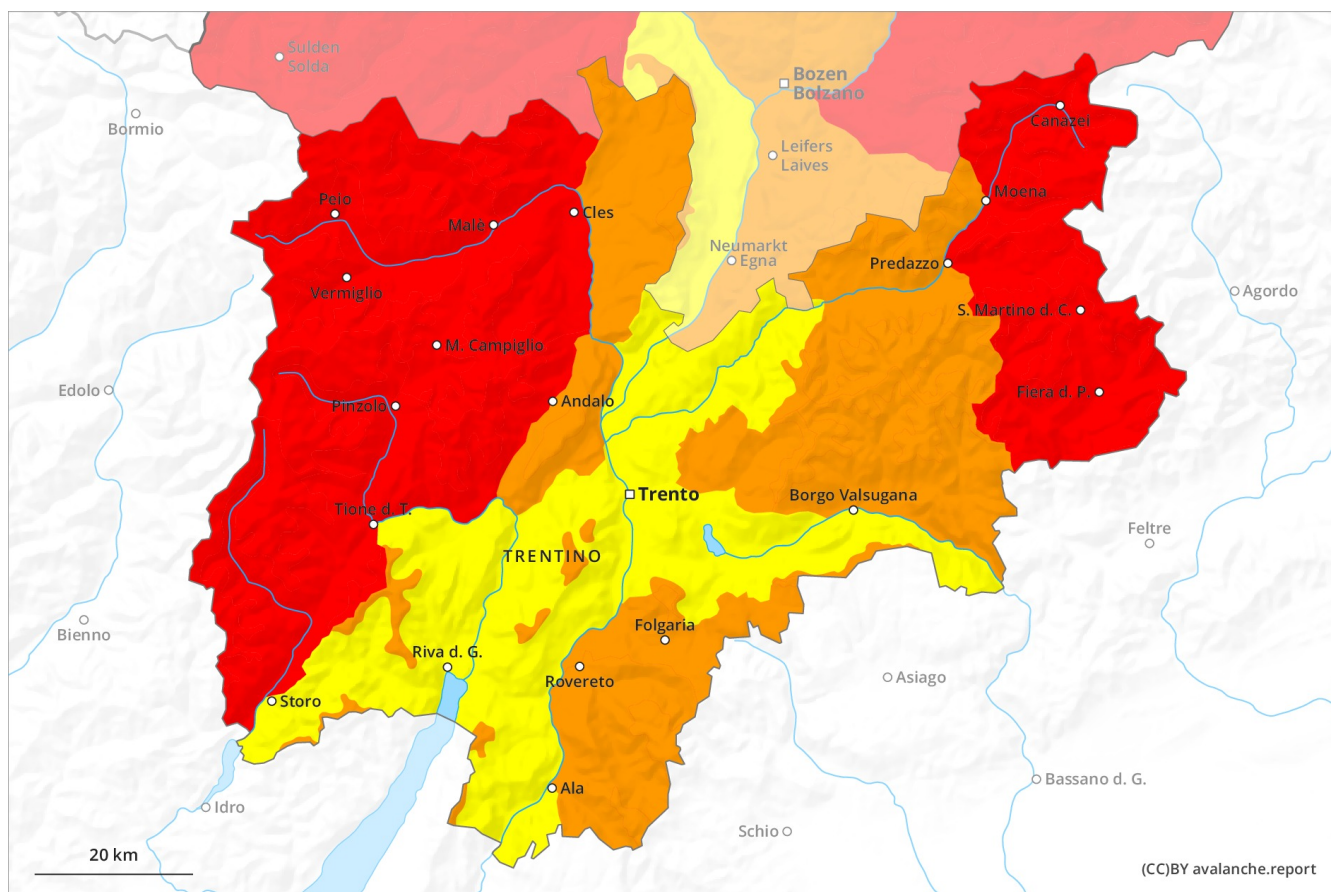 Sulden
Solda
Bozen
Bolzano
Bormio
Canazei
Leifers
Laives
Moena
Peio
Cles
Malè
Neumarkt
Egna
Predazzo
Vermiglio
Agordo
S. Martino d. C.
M. Campiglio
Edolo
Andalo
Fiera d. P.
Pinzolo
Trento
Borgo Valsugana
Tione d. T.
Feltre
TRENTINO
Bienno
Folgaria
Riva d. G.
Rovereto
Asiago
Storo
Bassano d. G.
Ala
Idro
Schio
20 km
(CC)BY avalanche.report